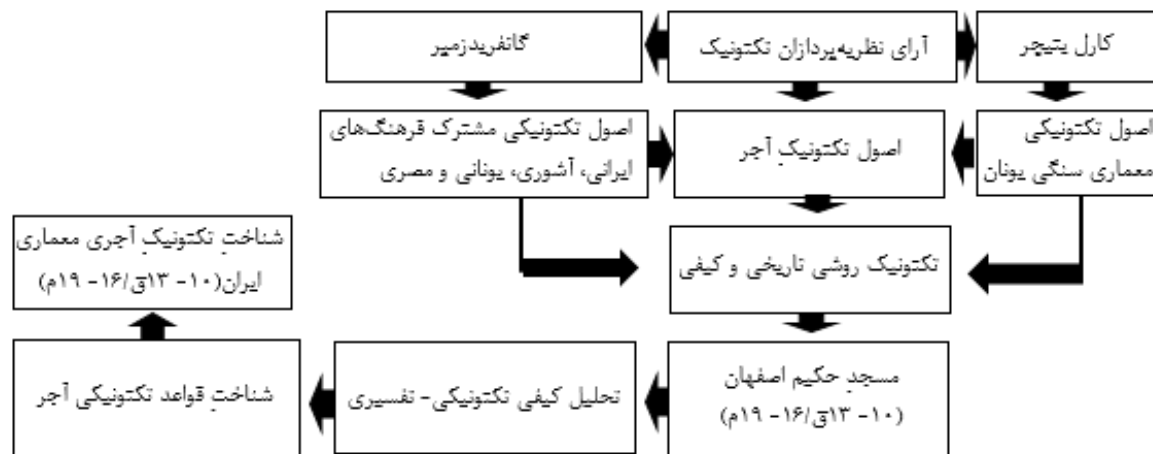 کارل یتیچر
آرای نظریه‌پردازان تکتونیک
گاتفریدزمپر
اصول تکتونیکی
معماری سنگی یونان
اصول تکتونیکِ آجر
اصول تکتونیکی مشترک قرهنگ‌های
ایرانی، آشوری، یونانی و مصری
تکتونیک روشی تاریخی و کیفی
شناختِ تکتونیکِ آجری معماری
ایران(۱۰- ۱۳ق/۱۶- ۱۹م)
مسجدِ حکیم اصفهان
(۱۰- ۱۳ق/۱۶- ۱۹م)
تحلیل کیفی تکتونیکی- تفسیری
شناختِ قواعد تکتونیکی آجر